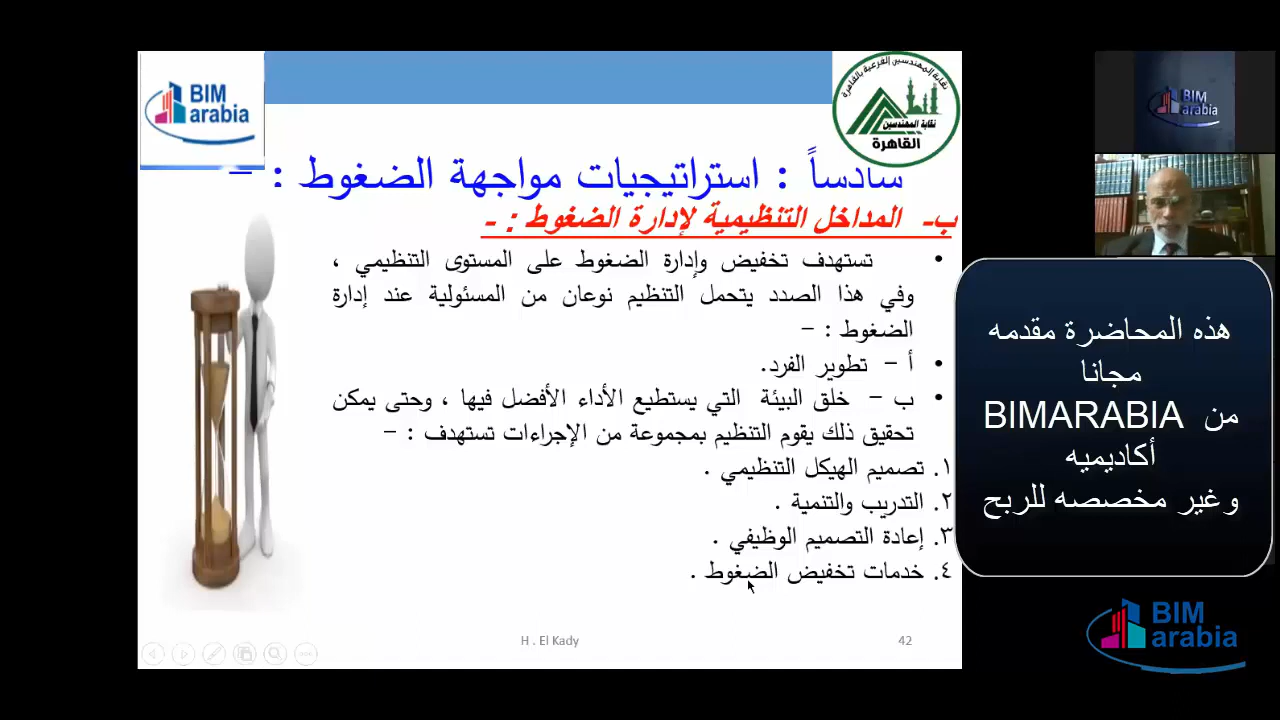 BIM
arabia
نقابة المهندسين الفرعية بالقاهرة
نقابة المهندسين
القاهرة
سادساً : استراتيجيات مواجهة الضغوط : –
ب- المداخل التنظيمية لإدارة الضغوط : -
• تستهدف تخفيض وإدارة الضغوط على المستوى التنظيمي ،
وفي هذا الصدد يتحمل التنظيم نوعان من المسئولية عند إدارة
الضغوط : –
• أ – تطوير الفرد.
• ب – خلق البيئة التي يستطيع الأداء الأفضل فيها ، وحتى يمكن
تحقيق ذلك يقوم التنظيم بمجموعة من الإجراءات تستهدف : –
١. تصميم الهيكل التنظيمي .
٢. التدريب والتنمية .
٣. إعادة التصميم الوظيفي .
٤. خدمات تخفيض الضغوط .
H . El Kady
42
BIM
arabia
هذه المحاضرة مقدمه
مجانا
من BIMARABIA
أكاديميه
وغير مخصصه للربح
BIM
arabia